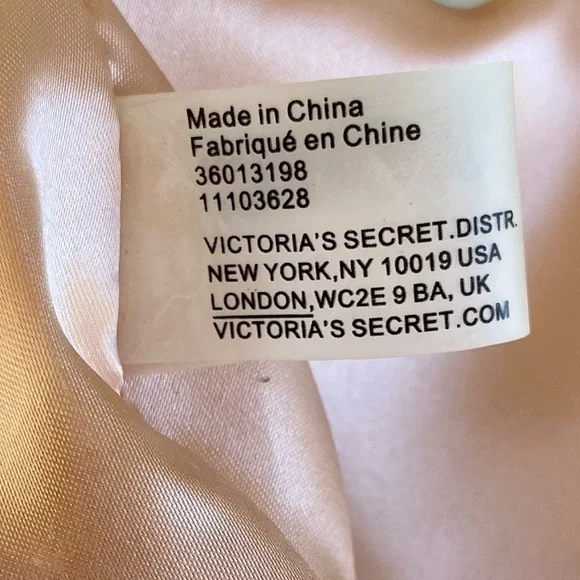 Made in China
Fabriqué en Chine
36013198
11103628
VICTORIA'S SECRET.DISTR.
NEW YORK,NY 10019 USA
LONDON,WC2E 9 BA, UK
VICTORIA'S SECRET.COM